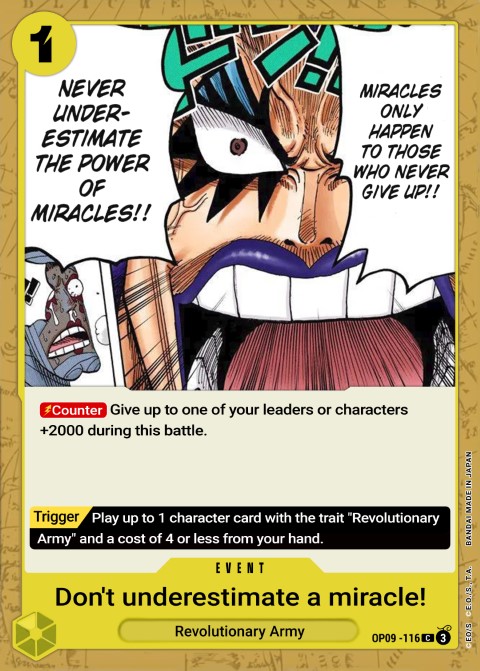 1
NEVER
UNDER-
ESTIMATE
THE POWER
OF
MIRACLES!!
MIRACLES
ONLY
HAPPEN
TO THOSE
WHO NEVER
GIVE UP!!
Counter Give up to one of your leaders or characters
+2000 during this battle.
Trigger Play up to 1 character card with the trait "Revolutionary
Army" and a cost of 4 or less from your hand.
EVENT
Don't underestimate a miracle!
Revolutionary Army
OP09 -116 C 3
©E.O./S. ©E.O./S., T.A. BANDAI MADE IN JAPAN